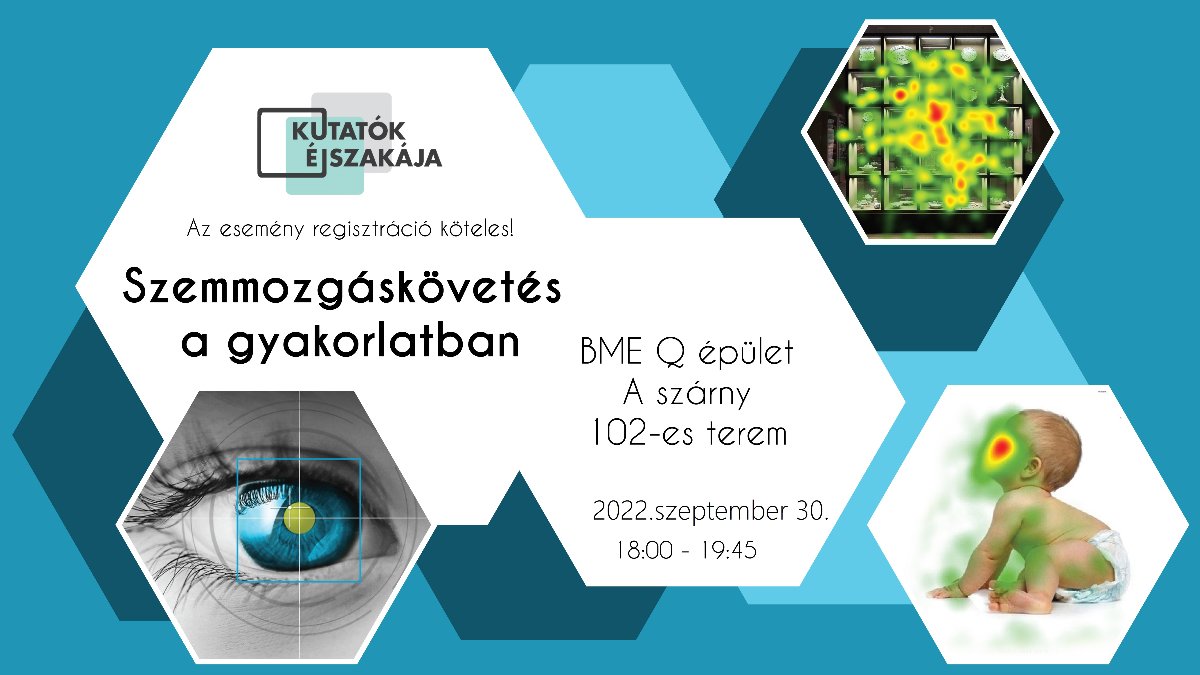 KUTATÓK
ÉJSZAKÁJA
Az esemény regisztráció köteles!
Szemmozgáskövetés
a gyakorlatban
BME Q épület
A szárny
102-es terem
2022.szeptember 30.
18:00 - 19:45